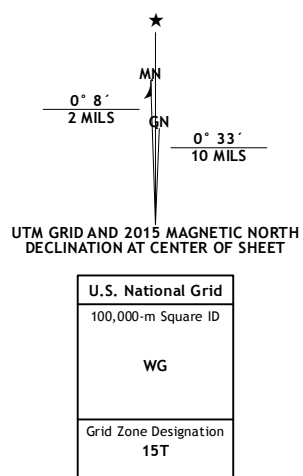 ★
MN
0° 8´
2 MILS
GN
0° 33´
10 MILS
UTM GRID AND 2015 MAGNETIC NORTH
DECLINATION AT CENTER OF SHEET
U.S. National Grid
100,000-m Square ID
WG
Grid Zone Designation
15T